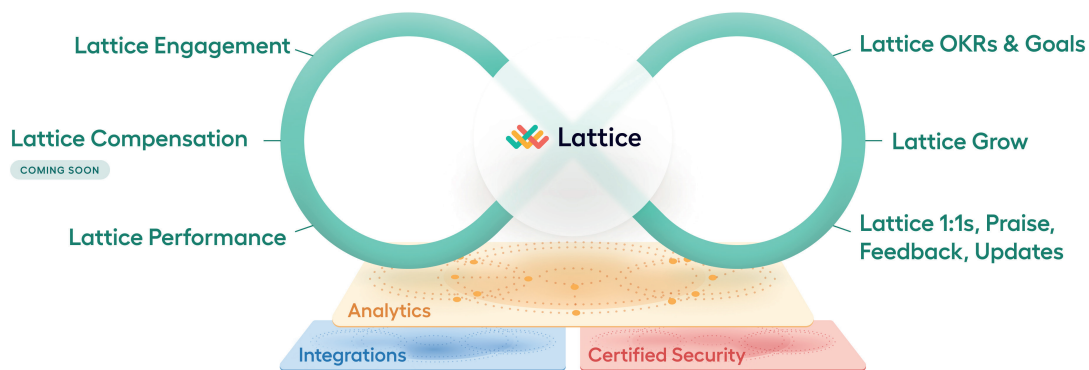 Lattice Engagement
Lattice OKRs & Goals
Lattice Compensation
COMING SOON
Lattice
Lattice Grow
Lattice Performance
Lattice 1:1s, Praise,
Feedback, Updates
Analytics
Integrations
Certified Security